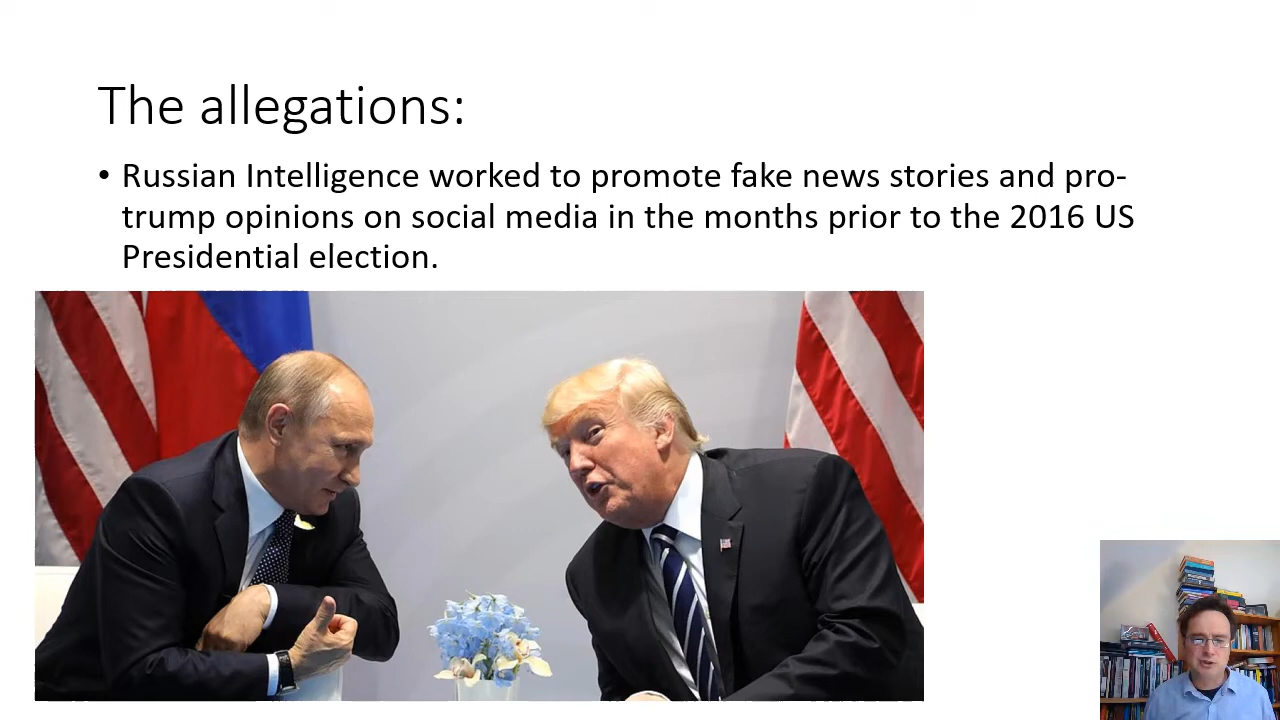 The allegations:
• Russian Intelligence worked to promote fake news stories and pro-
trump opinions on social media in the months prior to the 2016 US
Presidential election.